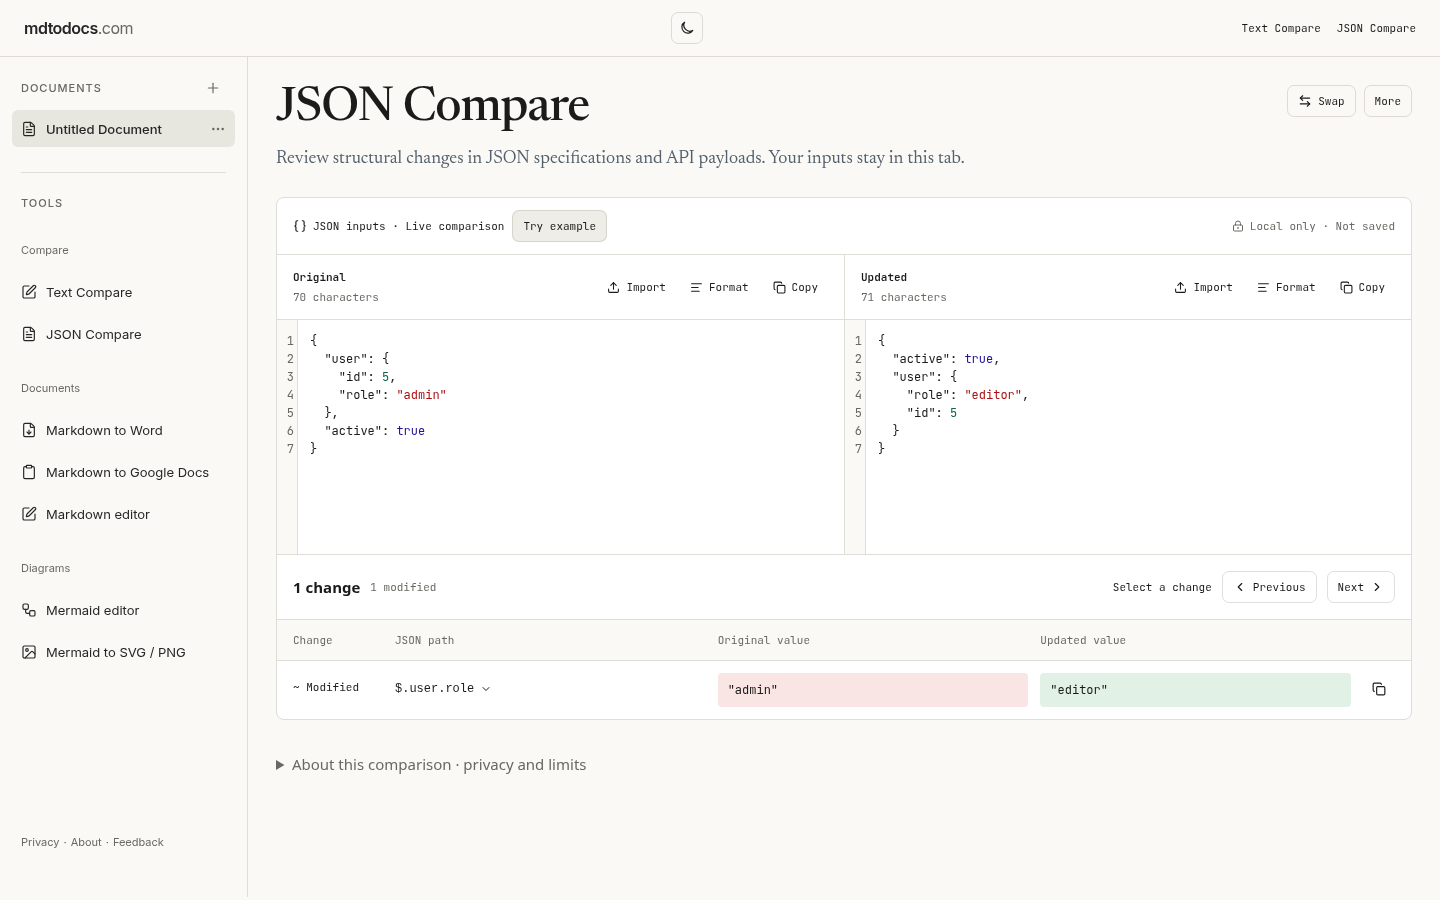 mdtodocs.com
Text Compare
JSON Compare
DOCUMENTS
Untitled Document
TOOLS
Compare
Text Compare
JSON Compare
Documents
Markdown to Word
Markdown to Google Docs
Markdown editor
Diagrams
Mermaid editor
Mermaid to SVG / PNG
Privacy · About · Feedback
JSON Compare
Swap
More
Review structural changes in JSON specifications and API payloads. Your inputs stay in this tab.
{} JSON inputs · Live comparison
Try example
Local only · Not saved
Original
70 characters
Import
Format
Copy
1 {
2 "user": {
3 "id": 5,
4 "role": "admin"
5 },
6 "active": true
7 }
Updated
71 characters
Import
Format
Copy
1 {
2 "active": true,
3 "user": {
4 "role": "editor",
5 "id": 5
6 }
7 }
1 change 1 modified
Select a change
Previous
Next
Change JSON path Original value Updated value
~ Modified $.user.role "admin" "editor"
About this comparison · privacy and limits